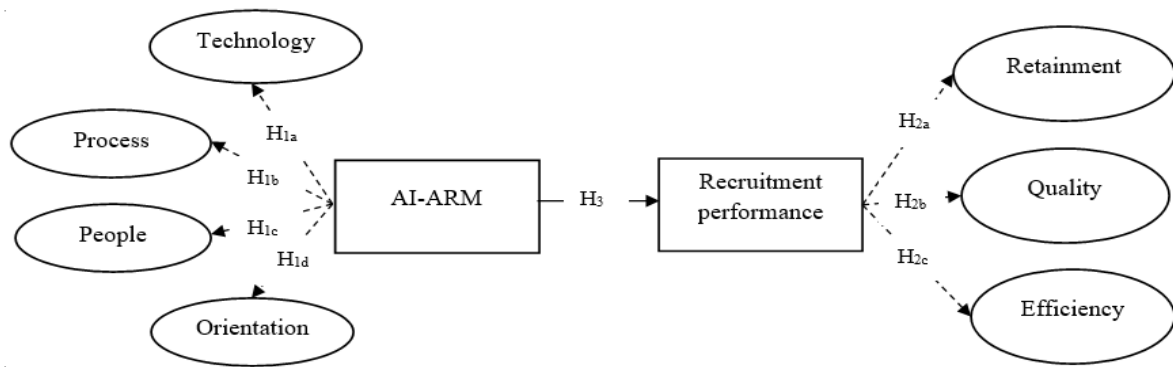 Technology
Retainment
H1a
H2a
Process
H1b
AI-ARM
H3
Recruitment
performance
H2b
Quality
People
H1c
H1d
H2c
Orientation
Efficiency